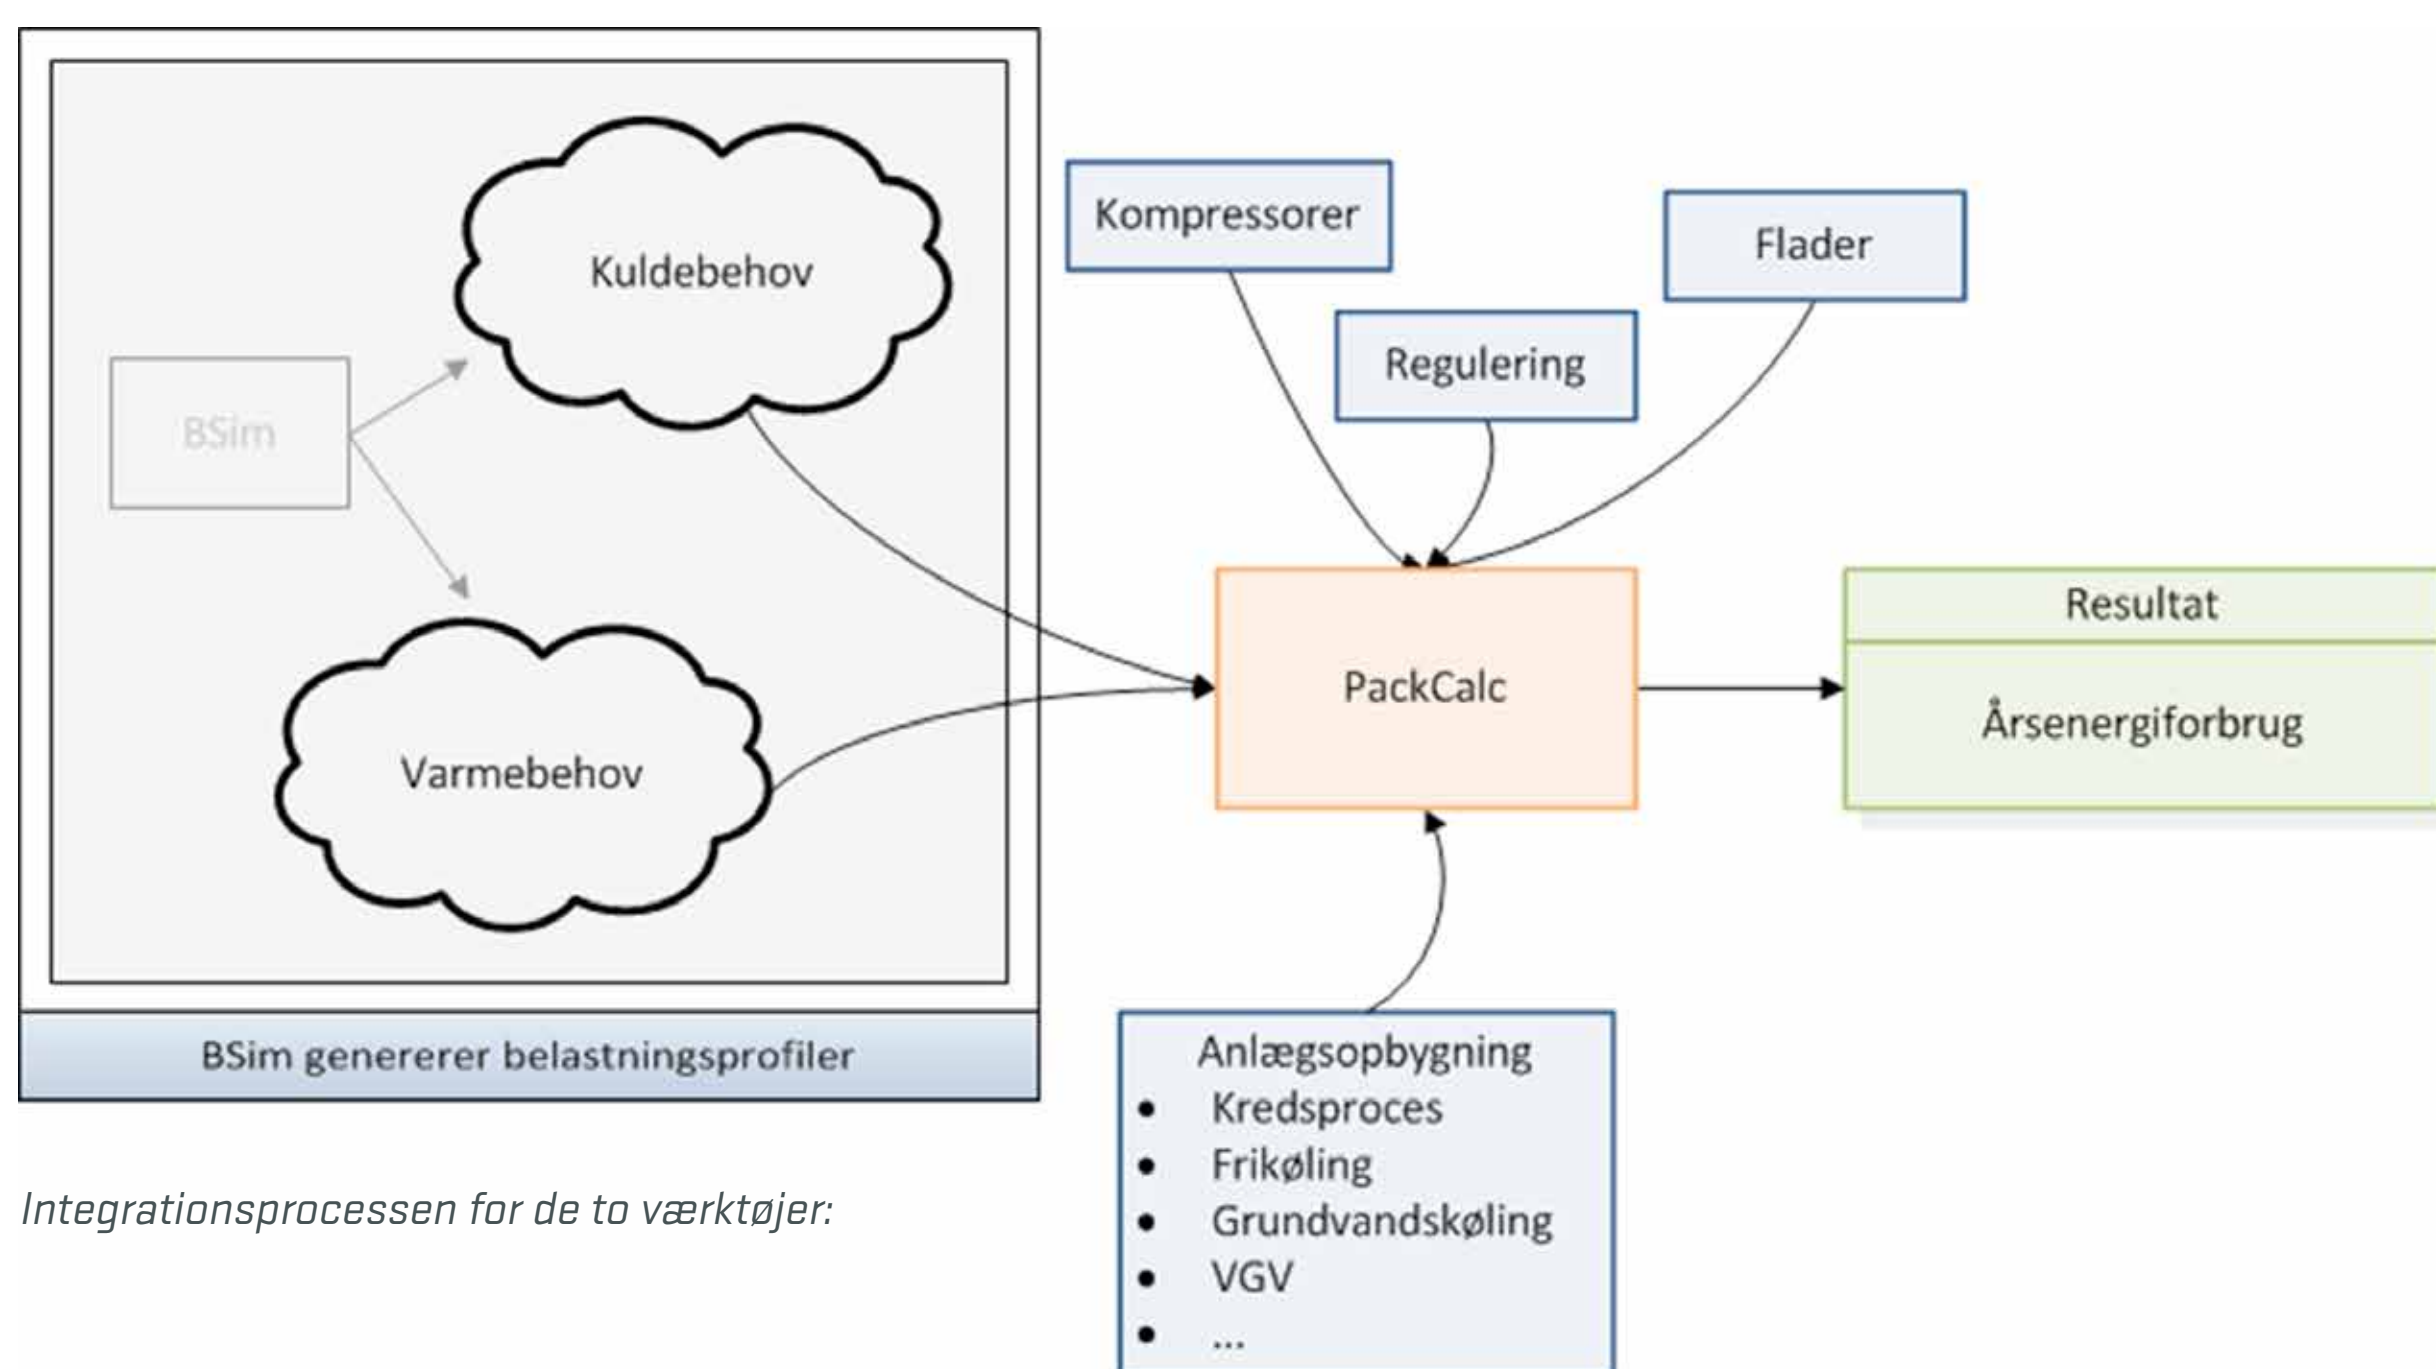 Kuldebehov
BSim
Varmebehov
BSim genererer belastningsprofiler
Kompressorer
Regulering
Flader
PackCalc
Resultat
Årsenergiforbrug
Anlægsopbygning
• Kredsproces
• Frikøling
• Grundvandskøling
• VGV
• ...
Integrationsprocessen for de to værktøjer: